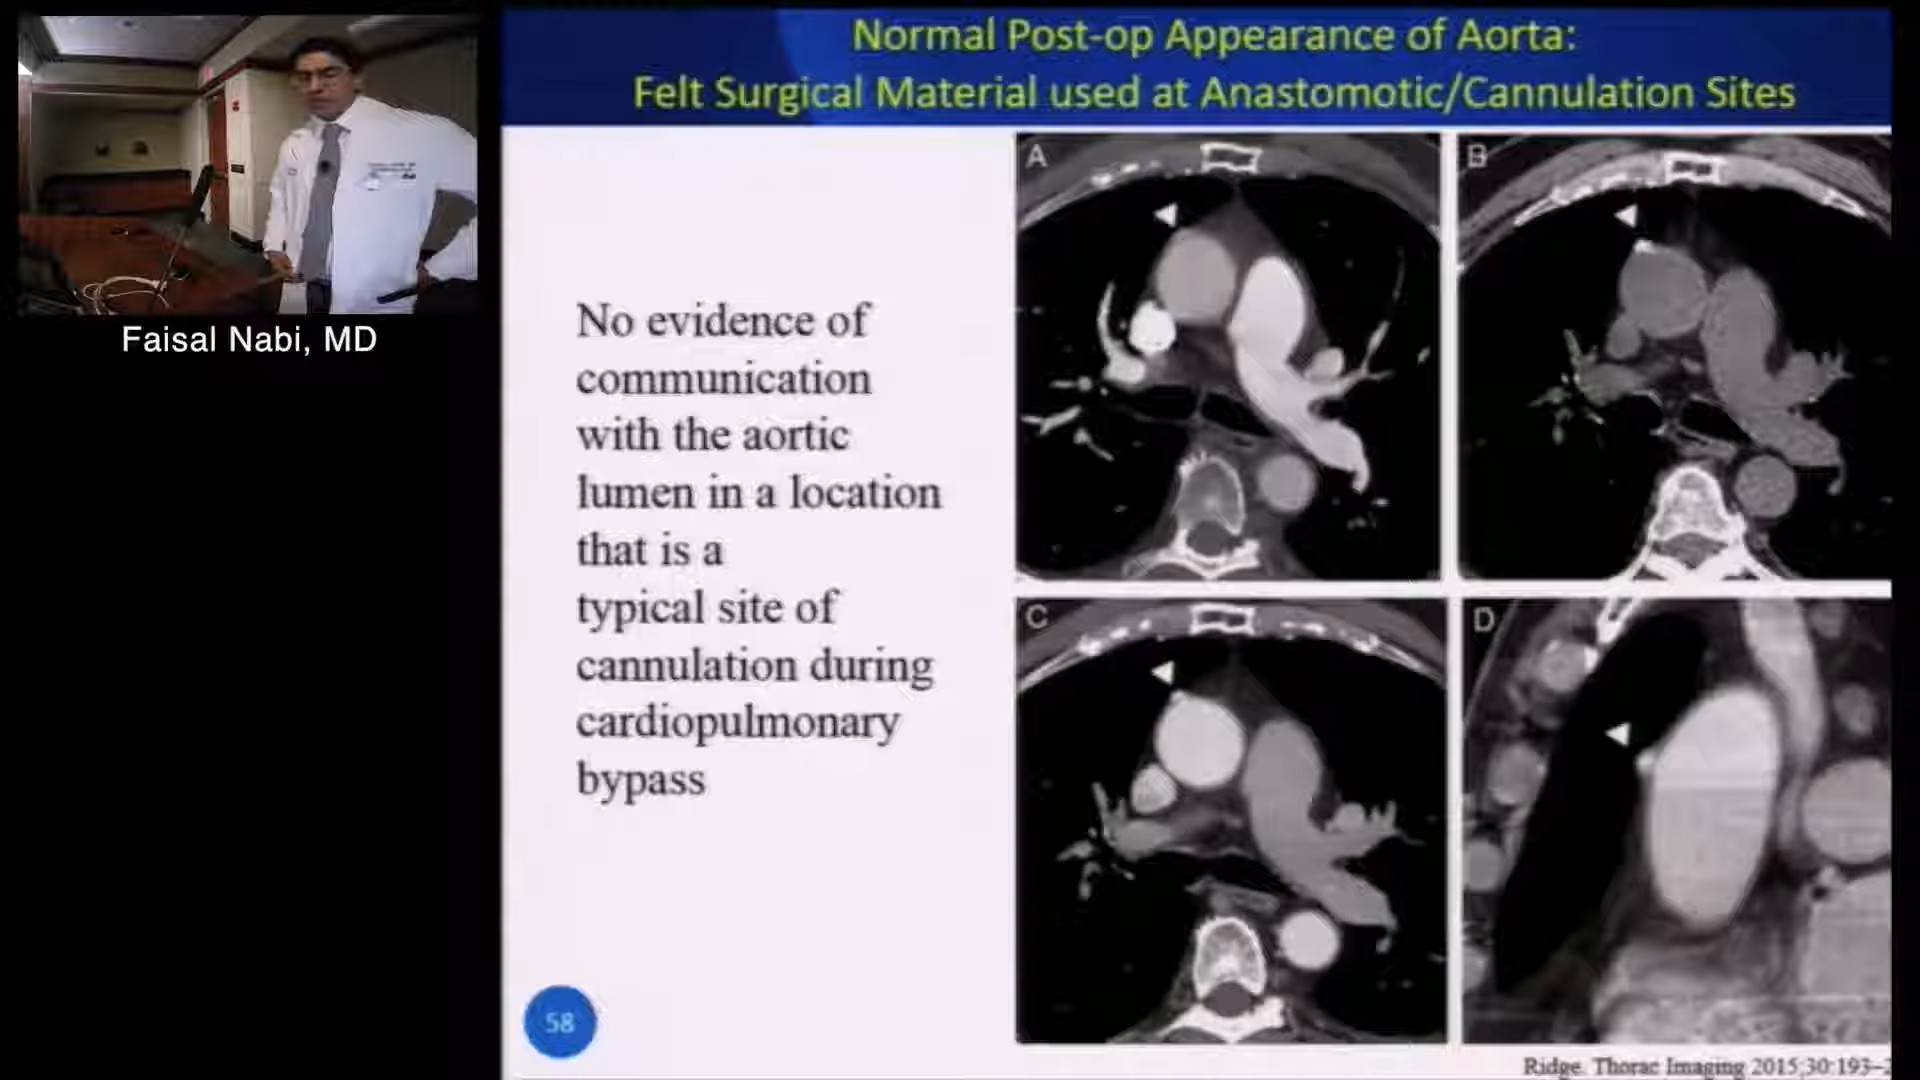 Normal Post-op Appearance of Aorta:
Felt Surgical Material used at Anastomotic/Cannulation Sites
Faisal Nabi, MD
No evidence of
communication
with the aortic
lumen in a location
that is a
typical site of
cannulation during
cardiopulmonary
bypass
A
B
C
D
58
Ridge. Thorac Imaging 2015;30:193–